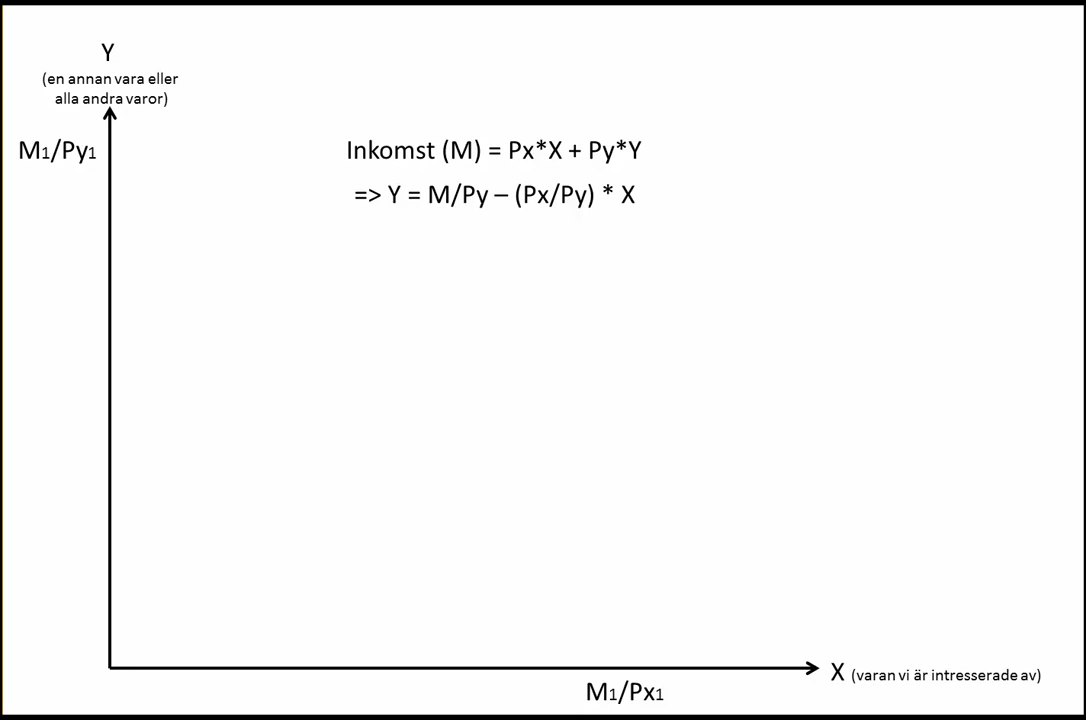 Y
(en annan vara eller
alla andra varor)
M1/Py1
Inkomst (M) = Px*X + Py*Y
=> Y = M/Py – (Px/Py) * X
X (varan vi är intresserade av)
M1/Px1